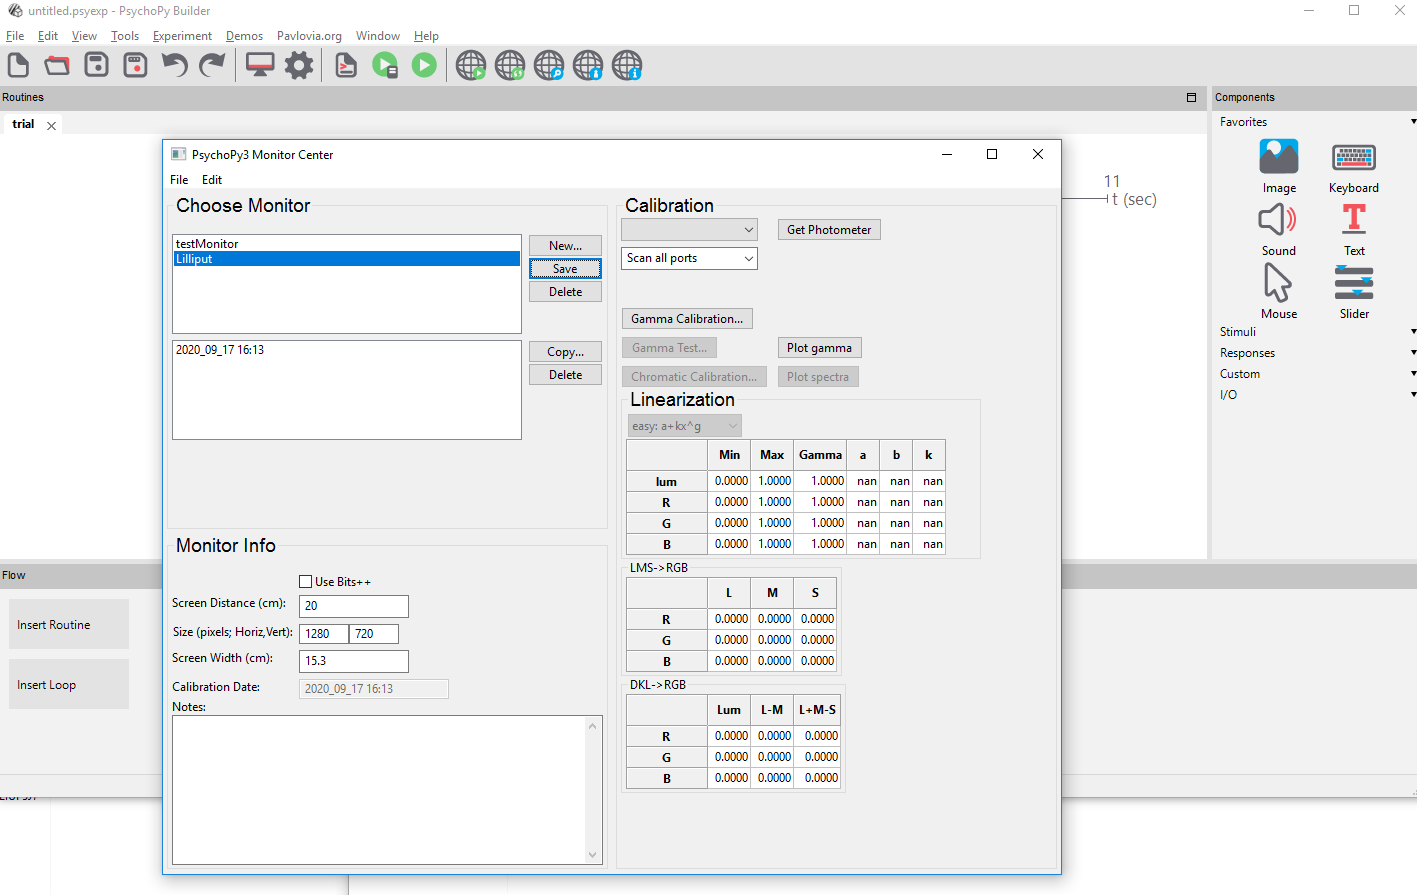 untitled.psyexp - PsychoPy Builder
File Edit View Tools Experiment Demos Pavlovia.org Window Help
Routines
trial
11
t (sec)
Components
Favorites
Image Keyboard
Sound Text
Mouse Slider
Stimuli
Responses
Custom
I/O
Flow
Insert Routine
Insert Loop
PsychoPy3 Monitor Center
File Edit
Choose Monitor
testMonitor
Lilliput
New...
Save
Delete
2020_09_17 16:13
Copy...
Delete
Monitor Info
Use Bits++
Screen Distance (cm): 20
Size (pixels; Horiz,Vert): 1280 720
Screen Width (cm): 15.3
Calibration Date: 2020_09_17 16:13
Notes:
Calibration
Get Photometer
Scan all ports
Gamma Calibration...
Gamma Test... Plot gamma
Chromatic Calibration... Plot spectra
Linearization
easy: a+kx^g
Min Max Gamma a b k
lum 0.0000 1.0000 1.0000 nan nan nan
R 0.0000 1.0000 1.0000 nan nan nan
G 0.0000 1.0000 1.0000 nan nan nan
B 0.0000 1.0000 1.0000 nan nan nan
LMS->RGB
L M S
R 0.0000 0.0000 0.0000
G 0.0000 0.0000 0.0000
B 0.0000 0.0000 0.0000
DKL->RGB
Lum L-M L+M-S
R 0.0000 0.0000 0.0000
G 0.0000 0.0000 0.0000
B 0.0000 0.0000 0.0000